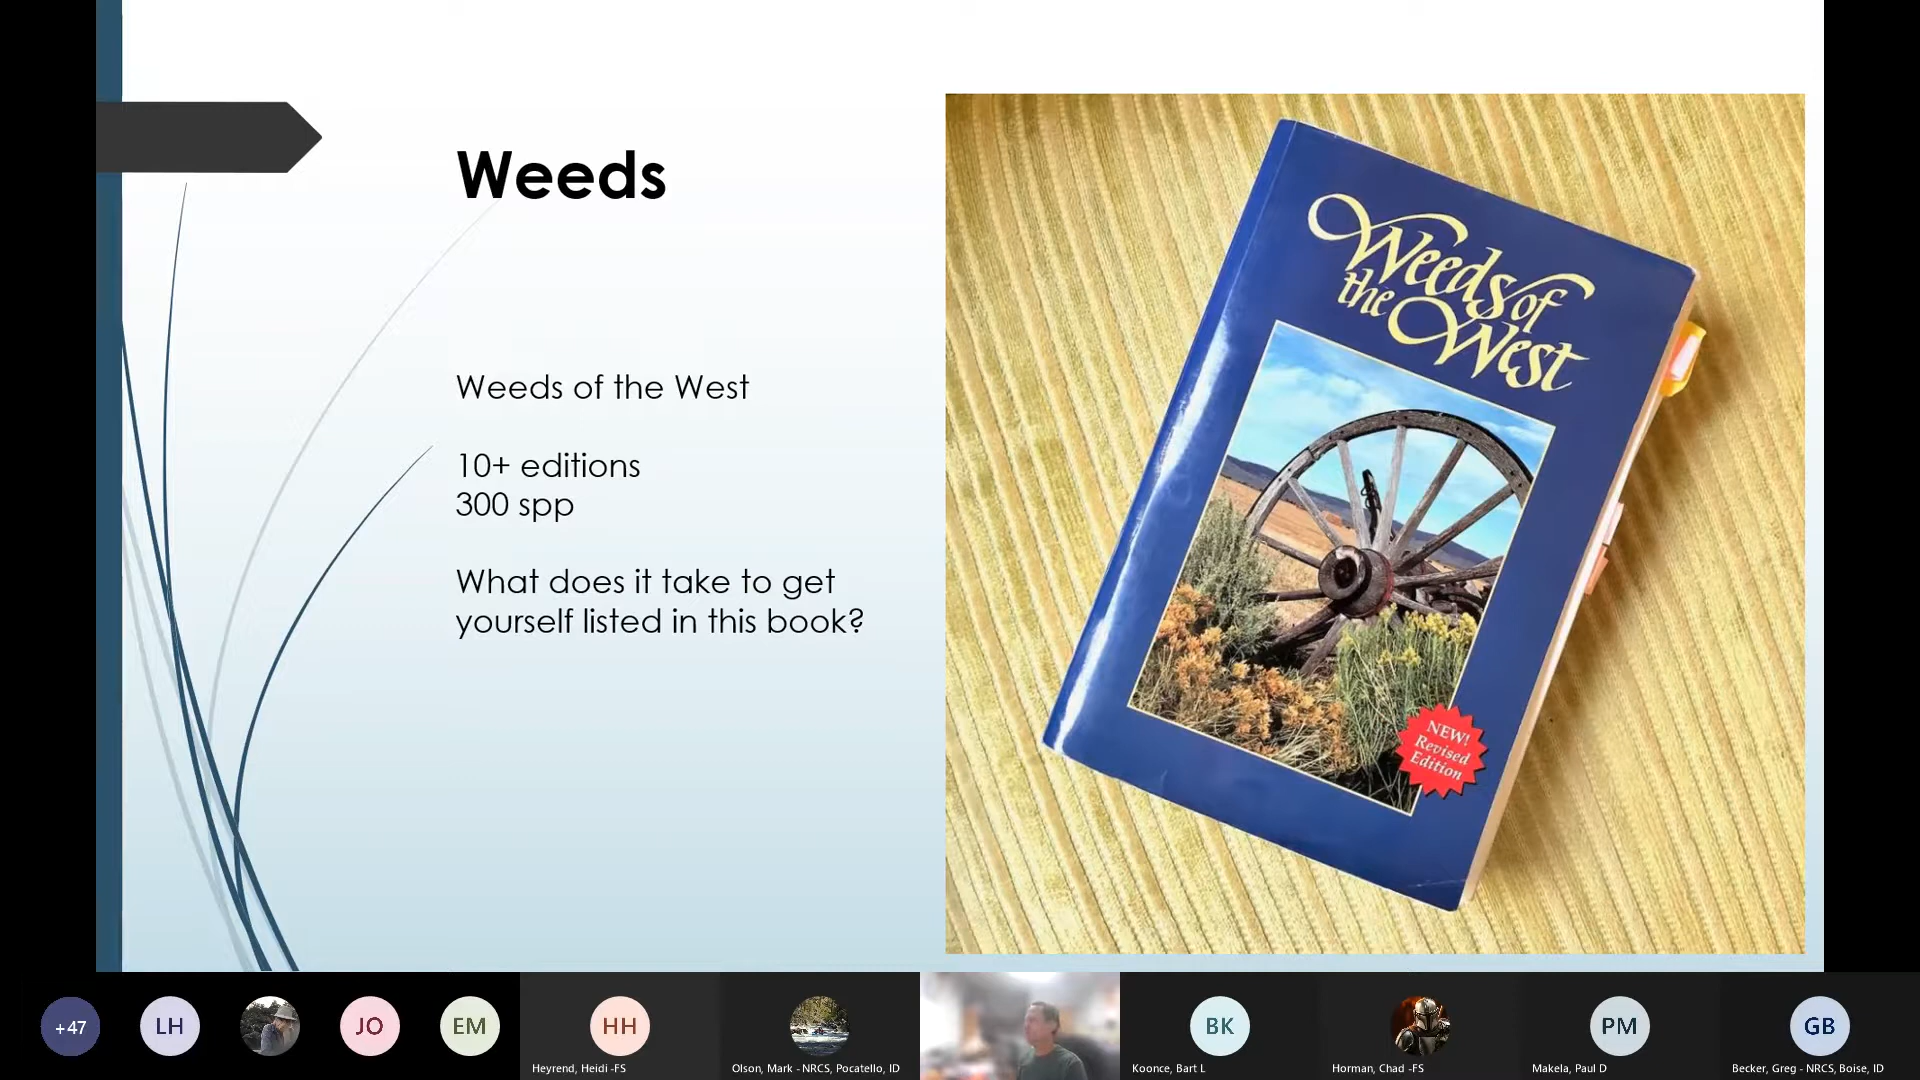 Weeds
Weeds of the West
10+ editions
300 spp
What does it take to get
yourself listed in this book?
Weeds of
the West
NEW!
Revised
Edition
+47
LH
JO
EM
HH
BK
PM
GB
Heyrend, Heidi -FS
Olson, Mark - NRCS, Pocatello, ID
Koonce, Bart L
Horman, Chad -FS
Makela, Paul D
Becker, Greg - NRCS, Boise, ID